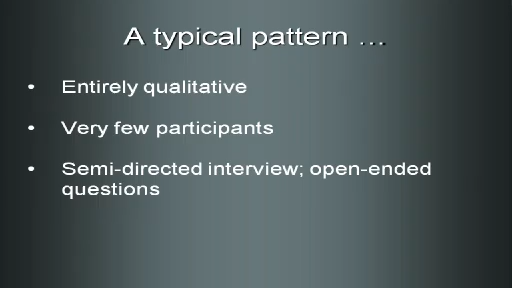 A typical pattern …
• Entirely qualitative
• Very few participants
• Semi-directed interview; open-ended
questions